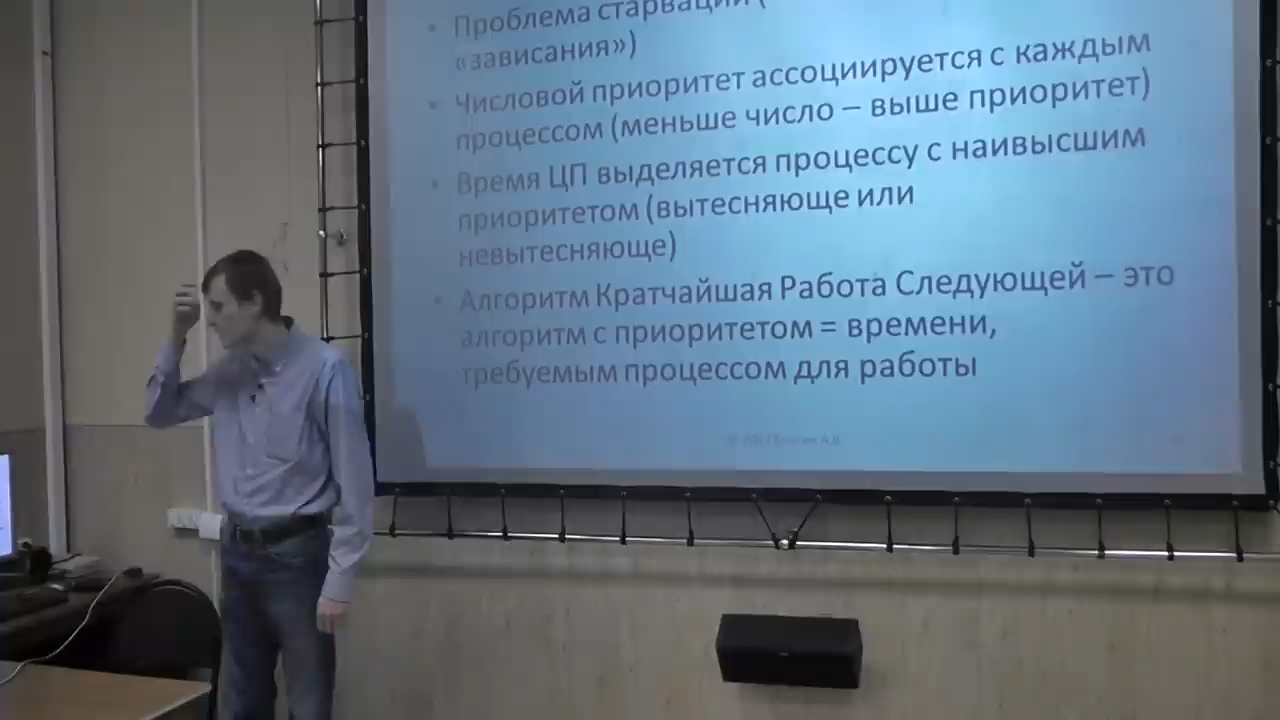 • Проблема старвации (
«зависания»)
• Числовой приоритет ассоциируется с каждым
процессом (меньше число – выше приоритет)
• Время ЦП выделяется процессу с наивысшим
приоритетом (вытесняюще или
невытесняюще)
• Алгоритм Кратчайшая Работа Следующей – это
алгоритм с приоритетом = времени,
требуемым процессом для работы